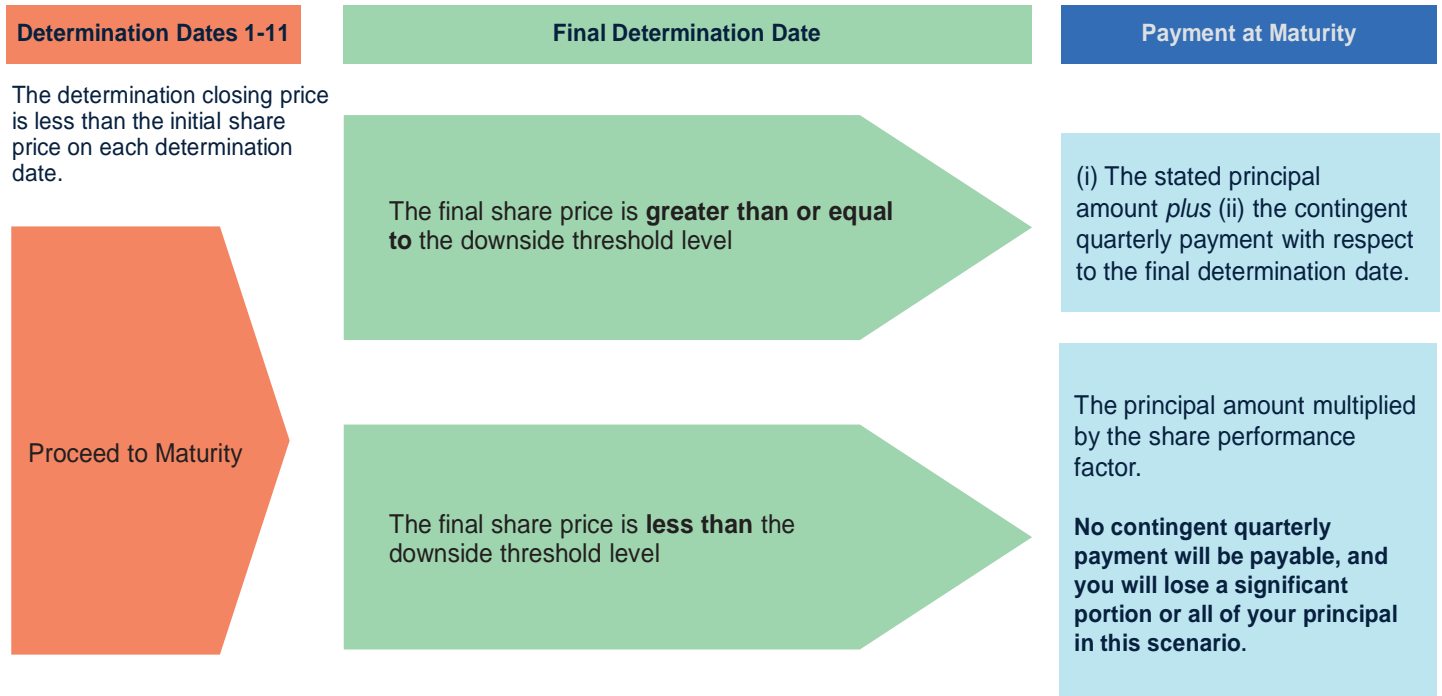 Determination Dates 1-11
Final Determination Date
Payment at Maturity
The determination closing price
is less than the initial share
price on each determination
date.
Proceed to Maturity
The final share price is greater than or equal
to the downside threshold level
(i) The stated principal
amount plus (ii) the contingent
quarterly payment with respect
to the final determination date.
The final share price is less than the
downside threshold level
The principal amount multiplied
by the share performance
factor.
No contingent quarterly
payment will be payable, and
you will lose a significant
portion or all of your principal
in this scenario.